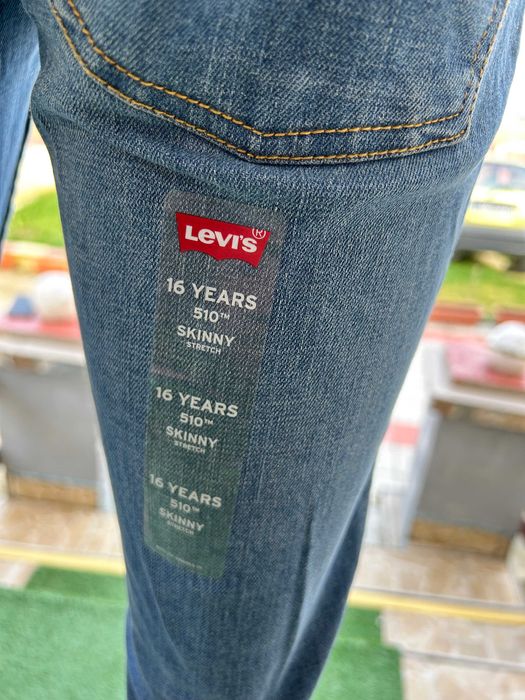 Levi's®
16 YEARS
510™
SKINNY
STRETCH
16 YEARS
510™
SKINNY
STRETCH
16 YEARS
510™
SKINNY
STRETCH